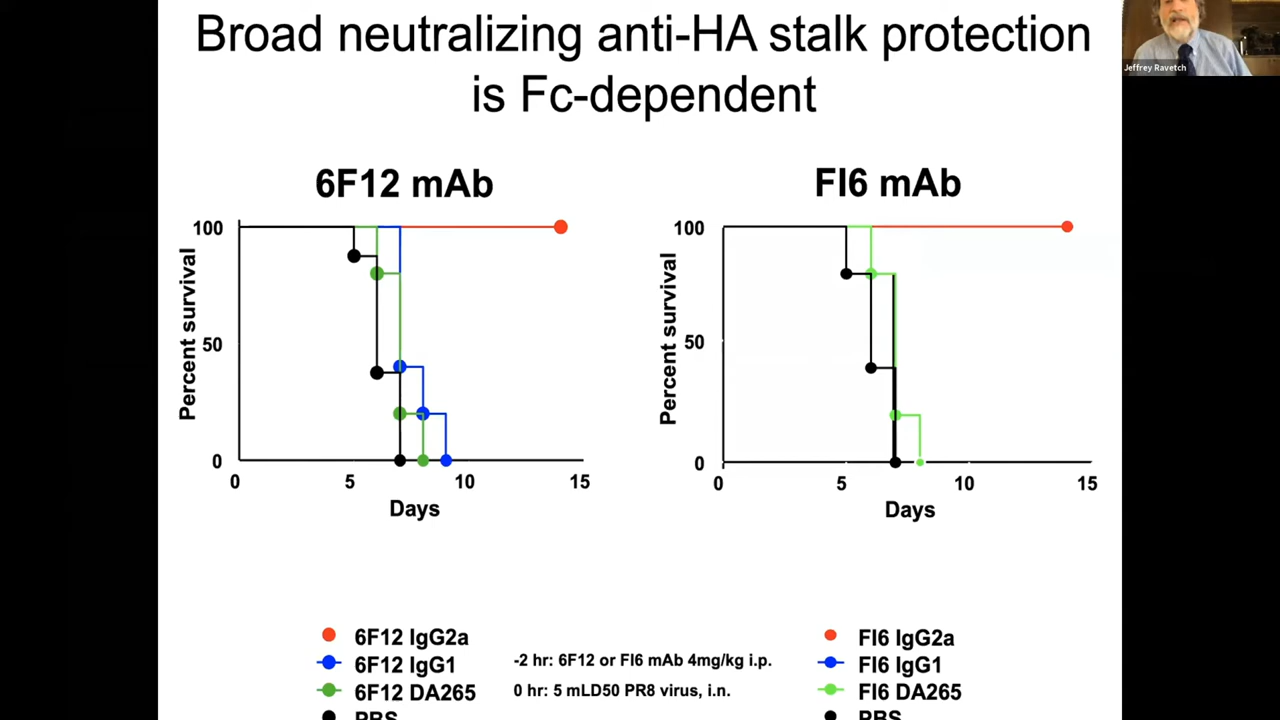 Broad neutralizing anti-HA stalk protection
is Fc-dependent
Jeffrey Ravetch
6F12 mAb
100
50
0
Percent survival
0 5 10 15
Days
FI6 mAb
100
50
0
Percent survival
0 5 10 15
Days
6F12 IgG2a
6F12 IgG1
6F12 DA265
PBS
-2 hr: 6F12 or FI6 mAb 4mg/kg i.p.
0 hr: 5 mLD50 PR8 virus, i.n.
FI6 IgG2a
FI6 IgG1
FI6 DA265
PBS